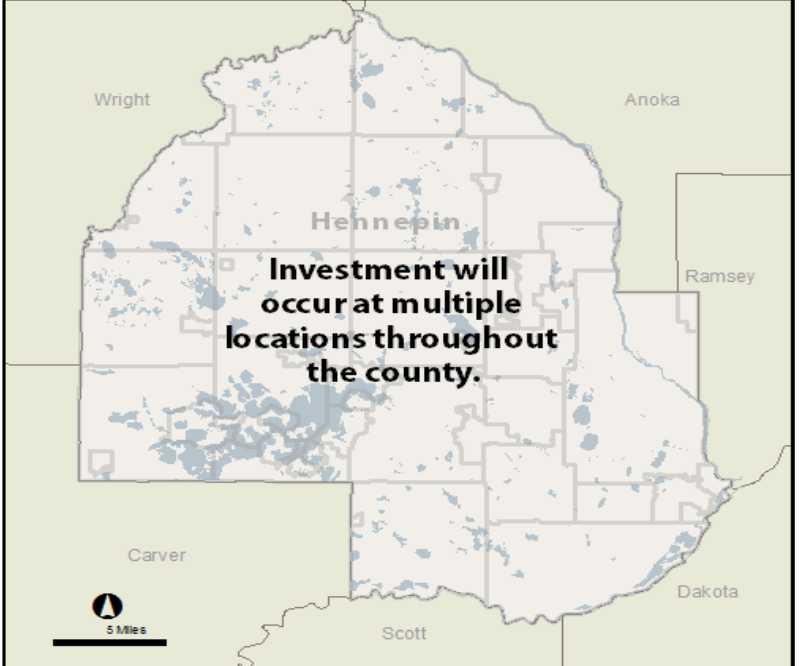 Wright
Anoka
Hennepin
Investment will
occur at multiple
locations throughout
the county.
Ramsey
Carver
5 Miles
Scott
Dakota